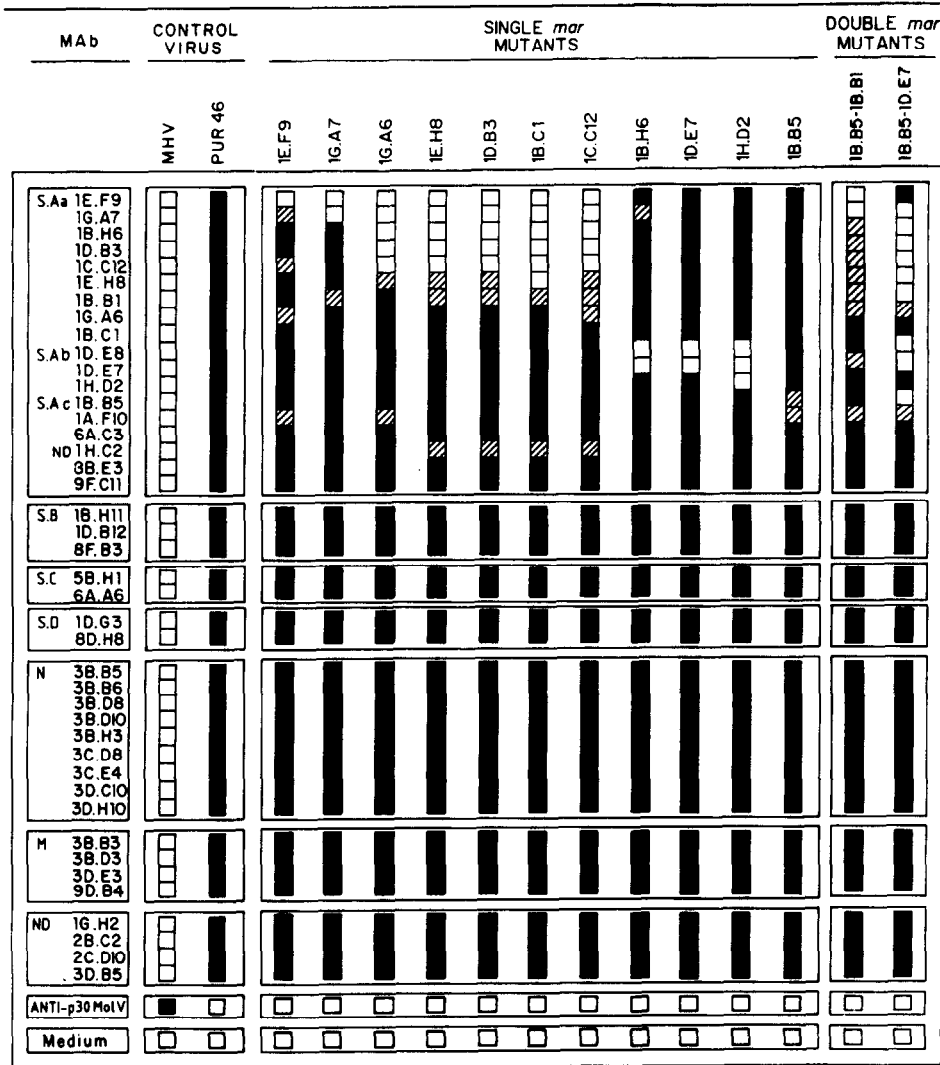 MAb
CONTROL VIRUS
SINGLE mar MUTANTS
DOUBLE mar MUTANTS
MHV
PUR 46
1E.F9
1G.A7
1G.A6
1E.H8
1D.B3
1B.C1
1C.C12
1B.H6
1D.E7
1H.D2
1B.B5
1B.B5-1B.B1
1B.B5-1D.E7
S.Aa 1E.F9
1G.A7
1B.H6
1D.B3
1C.C12
1E.H8
1B.B1
1G.A6
1B.C1
S.Ab 1D.E8
1D.E7
1H.D2
S.Ac 1B.B5
1A.F10
6A.C3
ND 1H.C2
3B.E3
9F.C11
S.B 1B.H11
1D.B12
8F.B3
S.C 5B.H1
6A.A6
S.D 1D.G3
8D.H8
N 3B.B5
3B.B6
3B.D8
3B.D10
3B.H3
3C.D8
3C.E4
3D.C10
3D.H10
M 3B.B3
3B.D3
3D.E3
9D.B4
ND 1G.H2
2B.C2
2C.D10
3D.B5
ANTI-p30 MolV
Medium